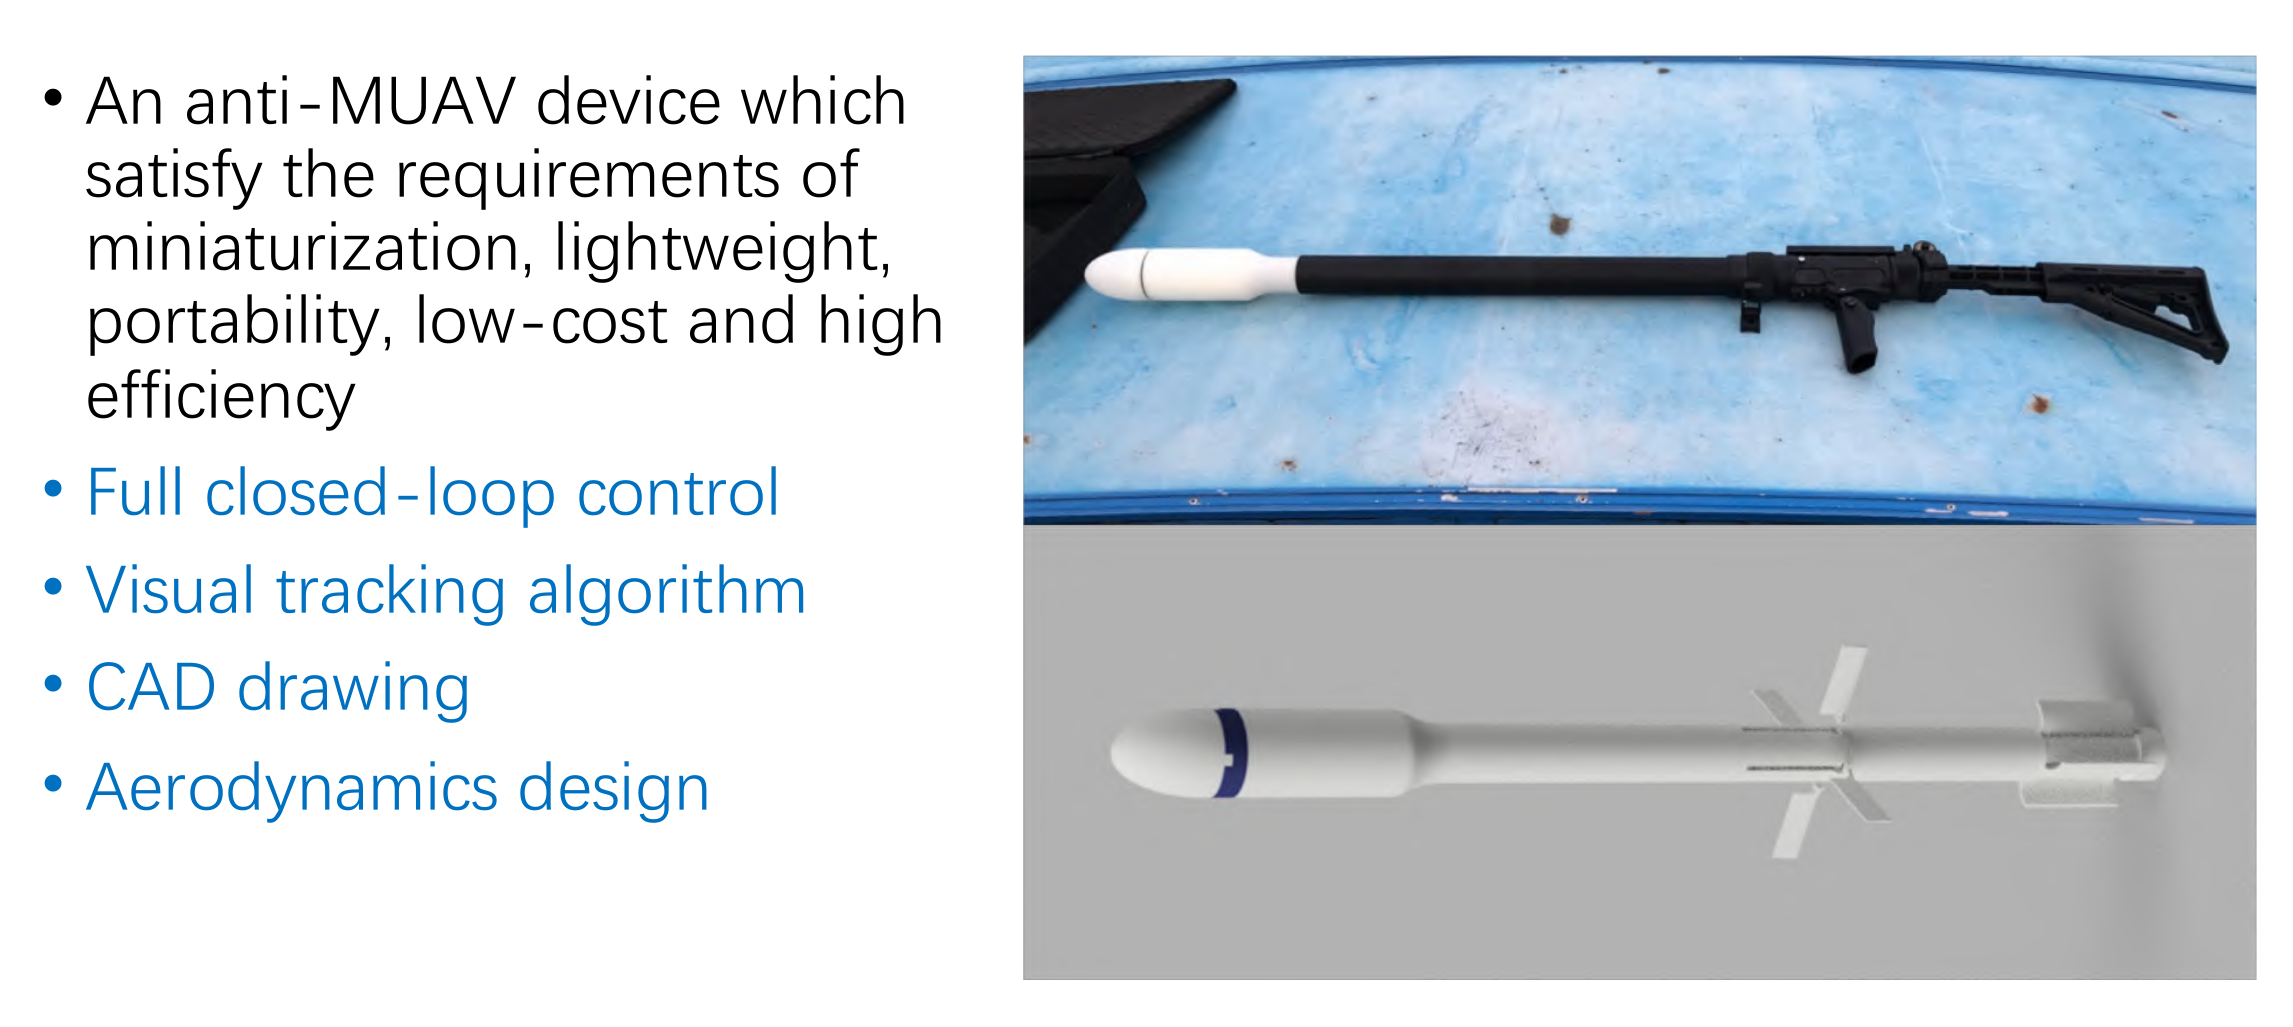 • An anti-MUAV device which
satisfy the requirements of
miniaturization, lightweight,
portability, low-cost and high
efficiency
• Full closed-loop control
• Visual tracking algorithm
• CAD drawing
• Aerodynamics design